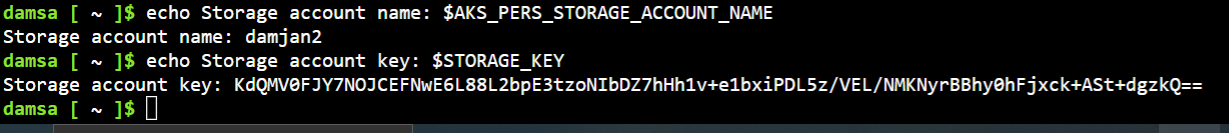 damsa [ ~ ]$ echo Storage account name: $AKS_PERS_STORAGE_ACCOUNT_NAME
Storage account name: damjan2
damsa [ ~ ]$ echo Storage account key: $STORAGE_KEY
Storage account key: KdQMV0FJY7NOJCEFNwE6L88L2bpE3tzoNIbDZ7hHh1v+e1bxiPDL5z/VEL/NMKNyrBBhy0hFjxck+ASt+dgzkQ==
damsa [ ~ ]$